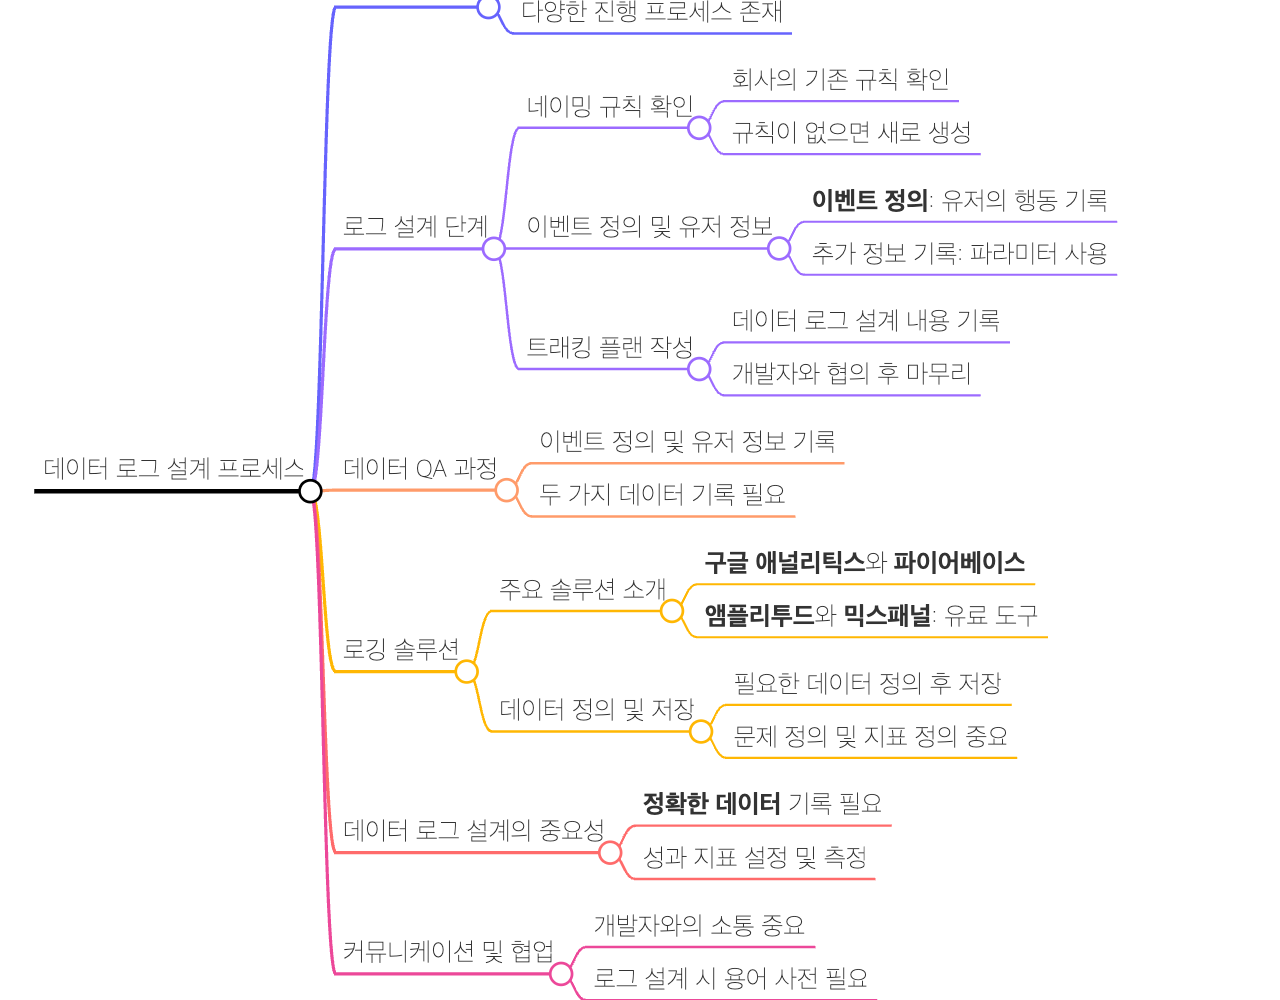 다양한 진행 프로세스 존재
데이터 로그 설계 프로세스
로그 설계 단계
네이밍 규칙 확인
회사의 기존 규칙 확인
규칙이 없으면 새로 생성
이벤트 정의 및 유저 정보
이벤트 정의: 유저의 행동 기록
추가 정보 기록: 파라미터 사용
트래킹 플랜 작성
데이터 로그 설계 내용 기록
개발자와 협의 후 마무리
데이터 QA 과정
이벤트 정의 및 유저 정보 기록
두 가지 데이터 기록 필요
로깅 솔루션
주요 솔루션 소개
구글 애널리틱스와 파이어베이스
앰플리투드와 믹스패널: 유료 도구
데이터 정의 및 저장
필요한 데이터 정의 후 저장
문제 정의 및 지표 정의 중요
데이터 로그 설계의 중요성
정확한 데이터 기록 필요
성과 지표 설정 및 측정
커뮤니케이션 및 협업
개발자와의 소통 중요
로그 설계 시 용어 사전 필요